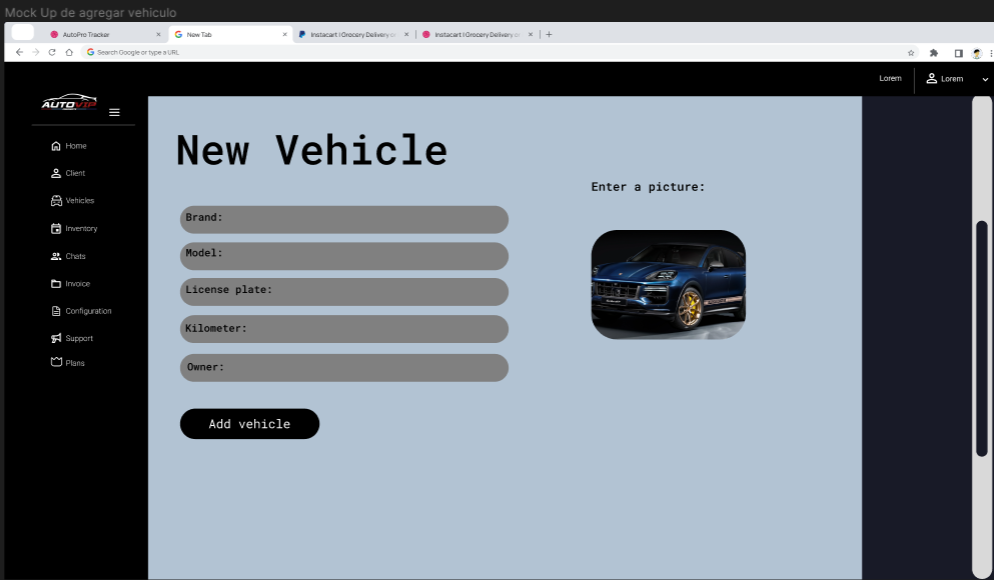 Mock Up de agregar vehiculo
AutoPro Tracker
New Tab
Instacart | Grocery Delivery or
Instacart | Grocery Delivery or
Search Google or type a URL
Lorem
Lorem
AUTOVIP
Home
Client
Vehicles
Inventory
Chats
Invoice
Configuration
Support
Plans
New Vehicle
Enter a picture:
Brand:
Model:
License plate:
Kilometer:
Owner:
Add vehicle